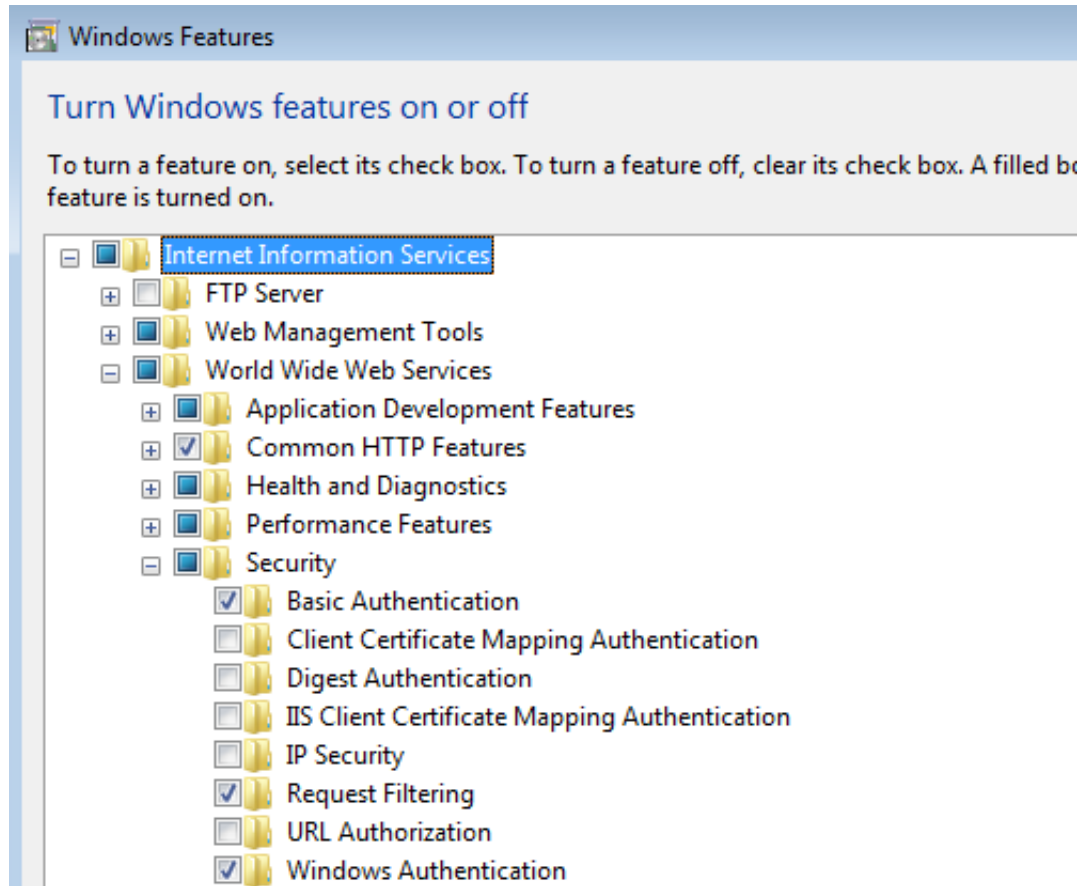 Windows Features
Turn Windows features on or off
To turn a feature on, select its check box. To turn a feature off, clear its check box. A filled
feature is turned on.
Internet Information Services
FTP Server
Web Management Tools
World Wide Web Services
Application Development Features
Common HTTP Features
Health and Diagnostics
Performance Features
Security
Basic Authentication
Client Certificate Mapping Authentication
Digest Authentication
IIS Client Certificate Mapping Authentication
IP Security
Request Filtering
URL Authorization
Windows Authentication